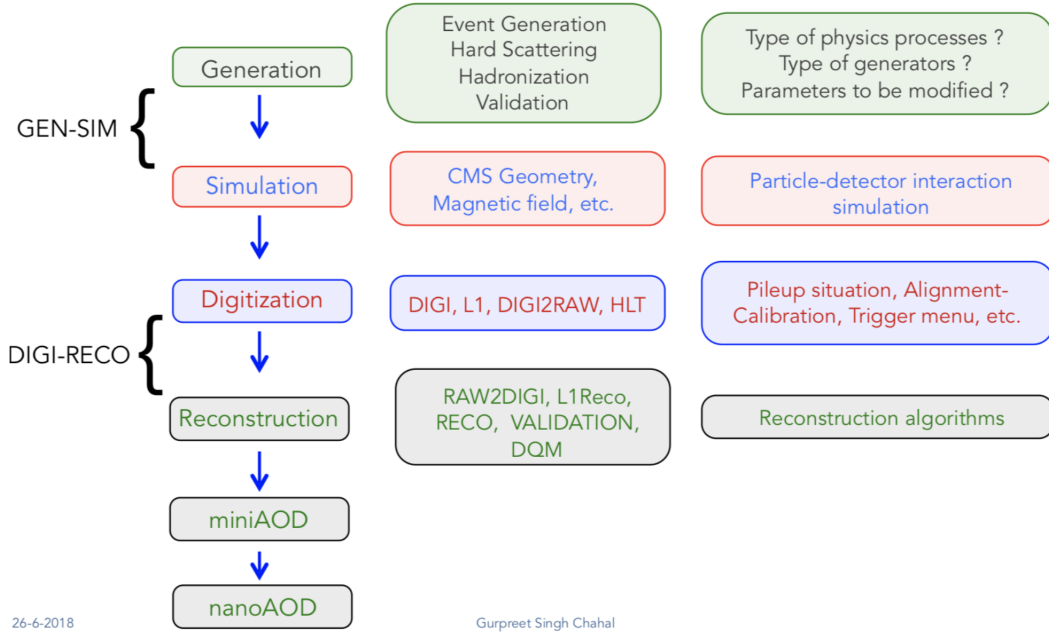 Generation
Event Generation
Hard Scattering
Hadronization
Validation
Type of physics processes ?
Type of generators ?
Parameters to be modified ?
GEN-SIM
Simulation
CMS Geometry,
Magnetic field, etc.
Particle-detector interaction
simulation
Digitization
DIGI, L1, DIGI2RAW, HLT
Pileup situation, Alignment-
Calibration, Trigger menu, etc.
DIGI-RECO
Reconstruction
RAW2DIGI, L1Reco,
RECO, VALIDATION,
DQM
Reconstruction algorithms
miniAOD
nanoAOD
26-6-2018
Gurpreet Singh Chahal